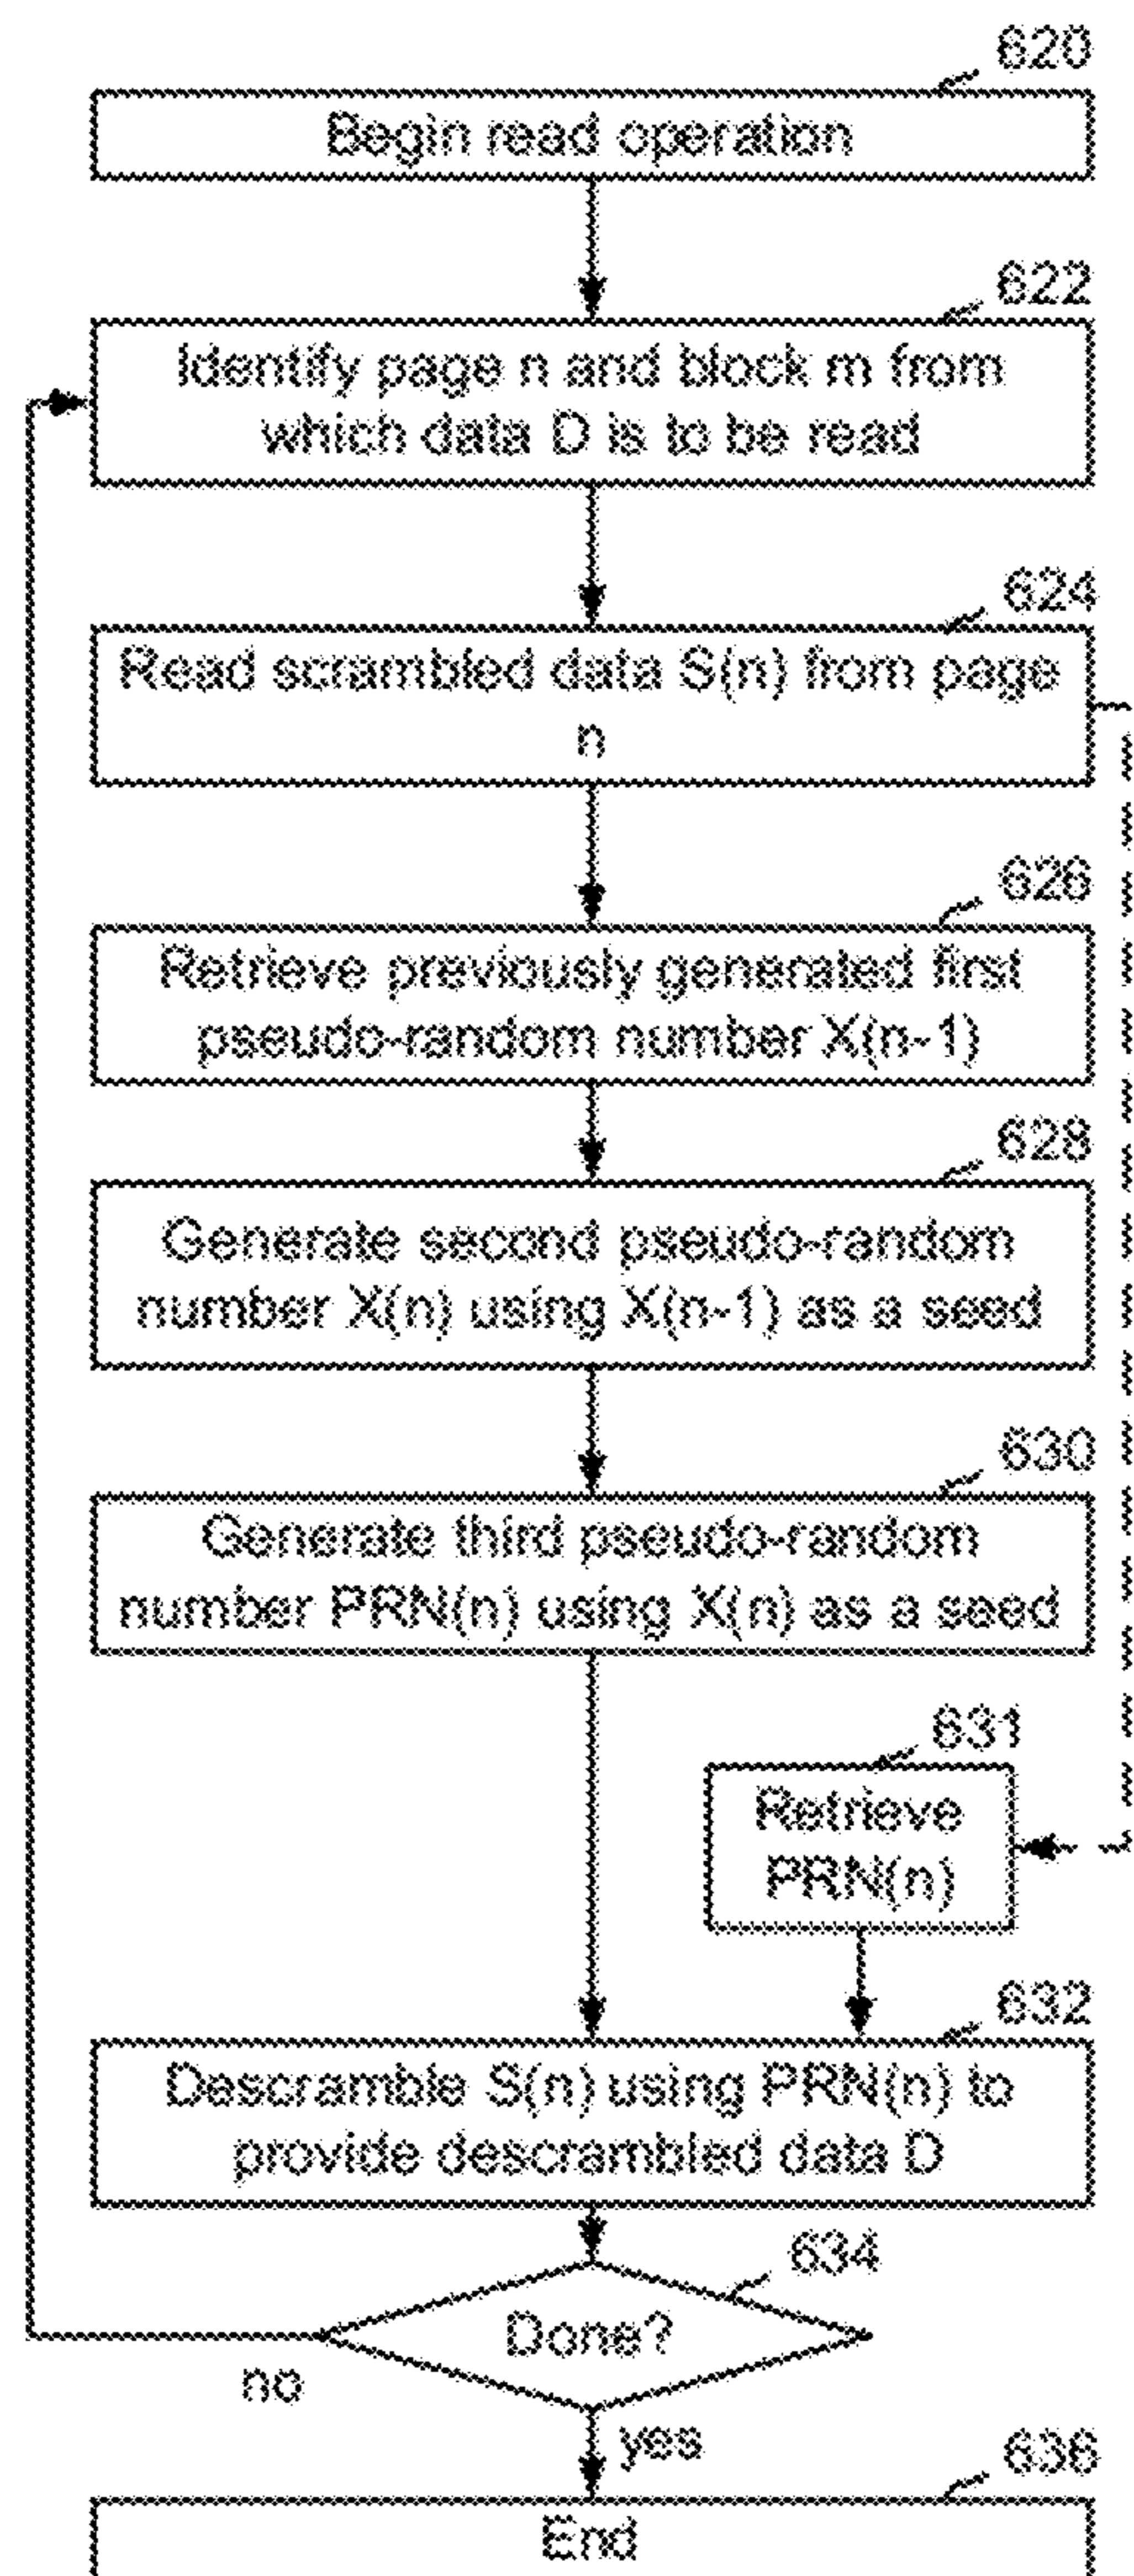 620
Begin read operation
622
Identify page n and block m from
which data D is to be read
624
Read scrambled data S(n) from page
n
626
Retrieve previously generated first
pseudo-random number X(n-1)
628
Generate second pseudo-random
number X(n) using X(n-1) as a seed
630
Generate third pseudo-random
number PRN(n) using X(n) as a seed
631
Retrieve
PRN(n)
632
Descramble S(n) using PRN(n) to
provide descrambled data D
634
Done?
no
yes
636
End